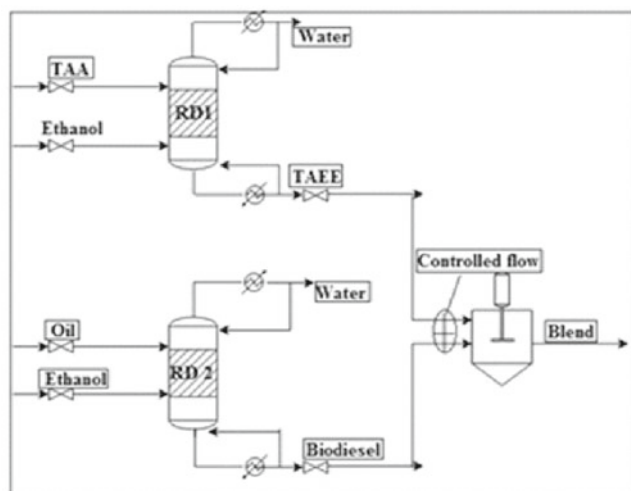 Water
TAA
RD1
Ethanol
TAEE
Controlled flow
Water
Oil
Blend
RD 2
Ethanol
Biodiesel